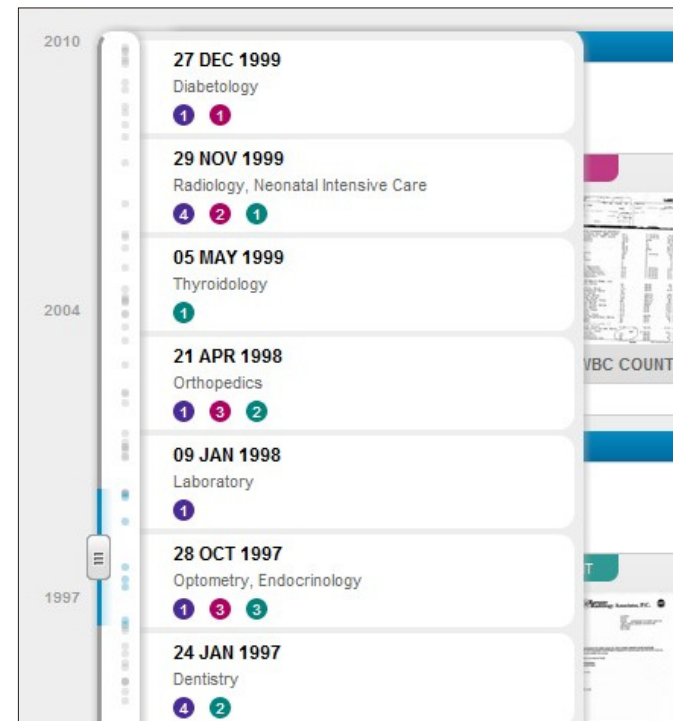 2010
27 DEC 1999
Diabetology
1 1
29 NOV 1999
Radiology, Neonatal Intensive Care
4 2 1
05 MAY 1999
Thyroidology
1
2004
21 APR 1998
Orthopedics
1 3 2
WBC COUNT
09 JAN 1998
Laboratory
1
28 OCT 1997
Optometry, Endocrinology
1 3 3
T
1997
24 JAN 1997
Dentistry
4 2